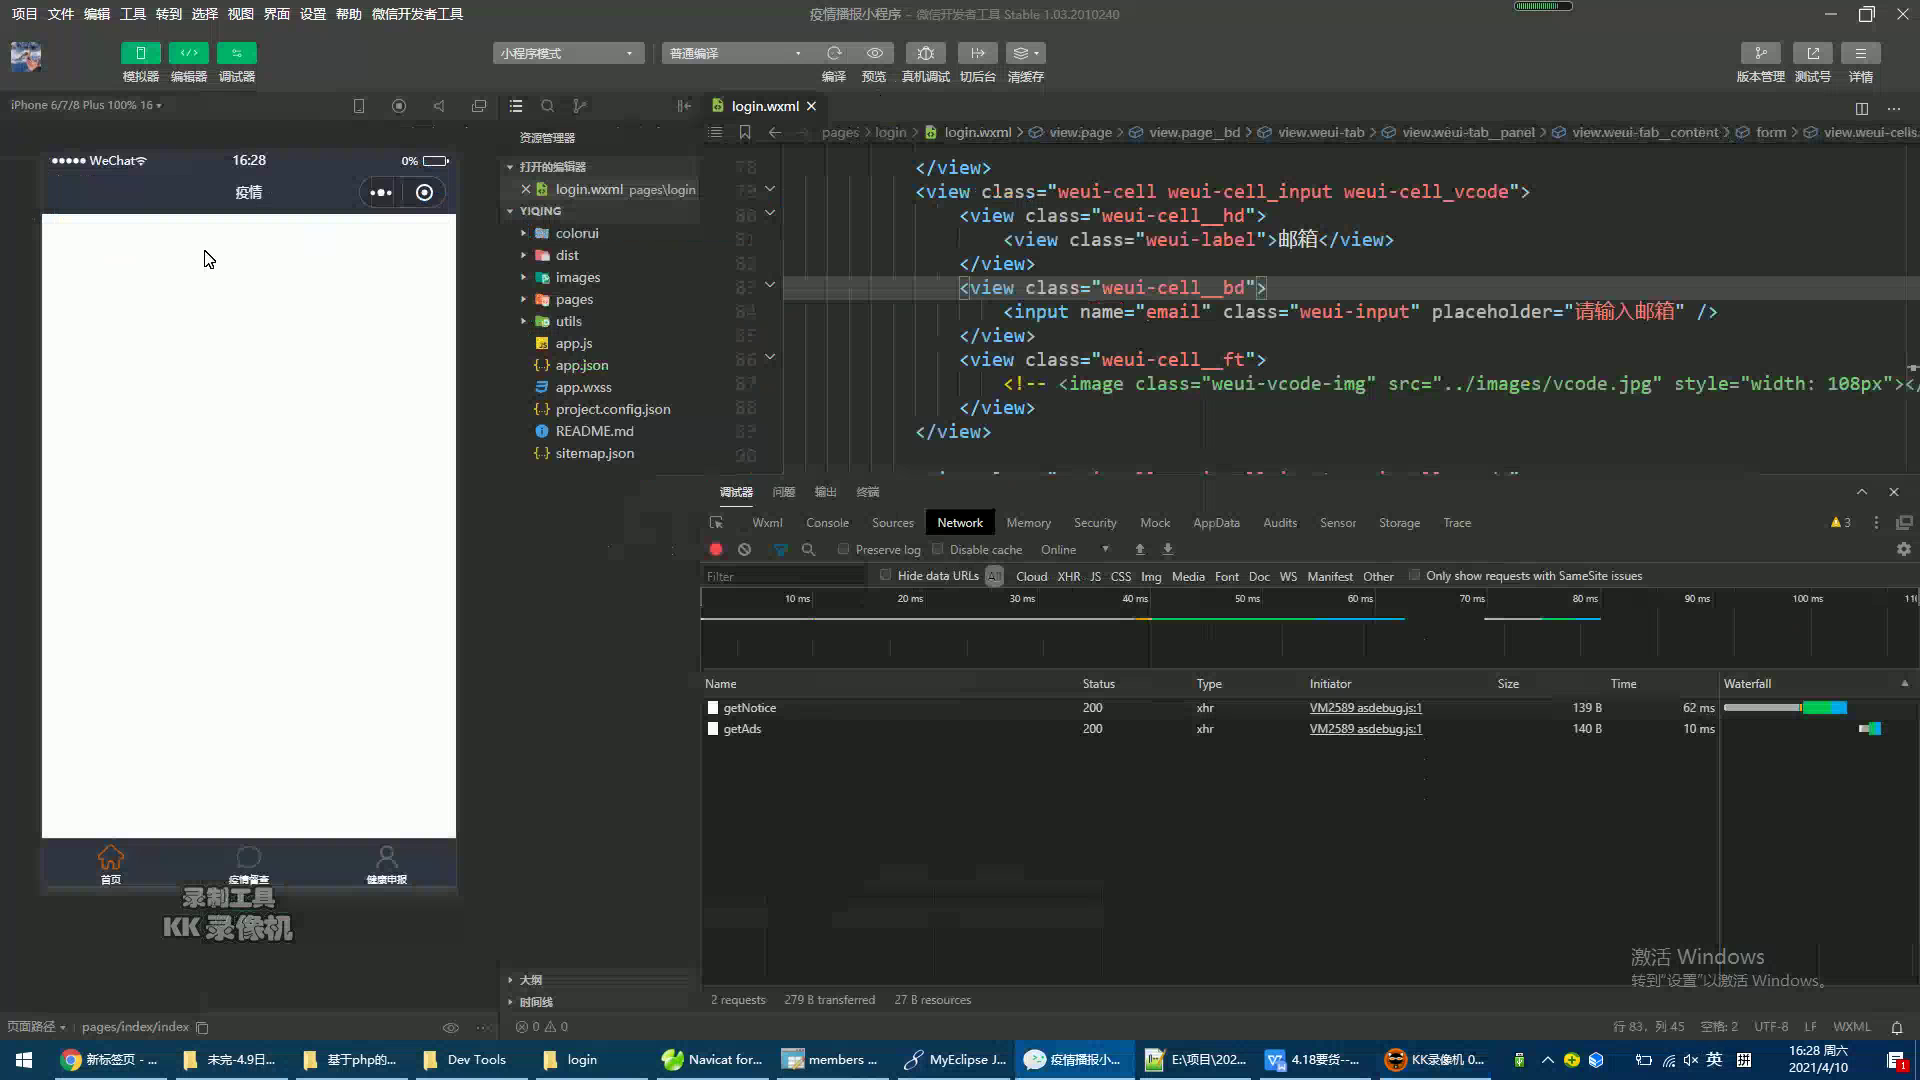 项目 文件 编辑 工具 转到 选择 视图 界面 设置 帮助 微信开发者工具
疫情播报小程序 - 微信开发者工具 Stable 1.03.2010240
小程序模式
普通编译
模拟器 编辑器 调试器
编译 预览 真机调试 切后台 清缓存
版本管理 测试号 详情
iPhone 6/7/8 Plus 100% 16
login.wxml
资源管理器
pages > login > login.wxml > view.page > view.page__bd > view.weui-tab > view.weui-tab__panel > view.weui-tab__content > form > view.weui-cells
打开的编辑器
login.wxml pages\login
YIQING
colorui
dist
images
pages
utils
app.js
app.json
app.wxss
project.config.json
README.md
sitemap.json
大纲
时间线
●●●●● WeChat
16:28
0%
疫情
首页
疫情督查
健康申报
录制工具
KK 录像机
78 </view>
79 <view class="weui-cell weui-cell_input weui-cell_vcode">
80 <view class="weui-cell__hd">
81 <view class="weui-label">邮箱</view>
82 </view>
83 <view class="weui-cell__bd">
84 <input name="email" class="weui-input" placeholder="请输入邮箱" />
85 </view>
86 <view class="weui-cell__ft">
87 <!-- <image class="weui-vcode-img" src="../images/vcode.jpg" style="width: 108px"></
88 </view>
89 </view>
90
调试器 问题 输出 终端
Wxml Console Sources Network Memory Security Mock AppData Audits Sensor Storage Trace
3
Preserve log Disable cache Online
Filter
Hide data URLs All Cloud XHR JS CSS Img Media Font Doc WS Manifest Other Only show requests with SameSite issues
10 ms 20 ms 30 ms 40 ms 50 ms 60 ms 70 ms 80 ms 90 ms 100 ms 110
Name Status Type Initiator Size Time Waterfall
getNotice 200 xhr VM2589 asdebug.js:1 139 B 62 ms
getAds 200 xhr VM2589 asdebug.js:1 140 B 10 ms
激活 Windows
转到“设置”以激活 Windows。
2 requests 279 B transferred 27 B resources
页面路径 pages/index/index
0 0
行 83，列 45 空格: 2 UTF-8 LF WXML
新标签页 - ...
未完-4.9日...
基于php的...
Dev Tools
login
Navicat for...
members ...
MyEclipse J...
疫情播报小...
E:\项目\202...
4.18要货--...
KK录像机 0...
英
16:28 周六
2021/4/10
1